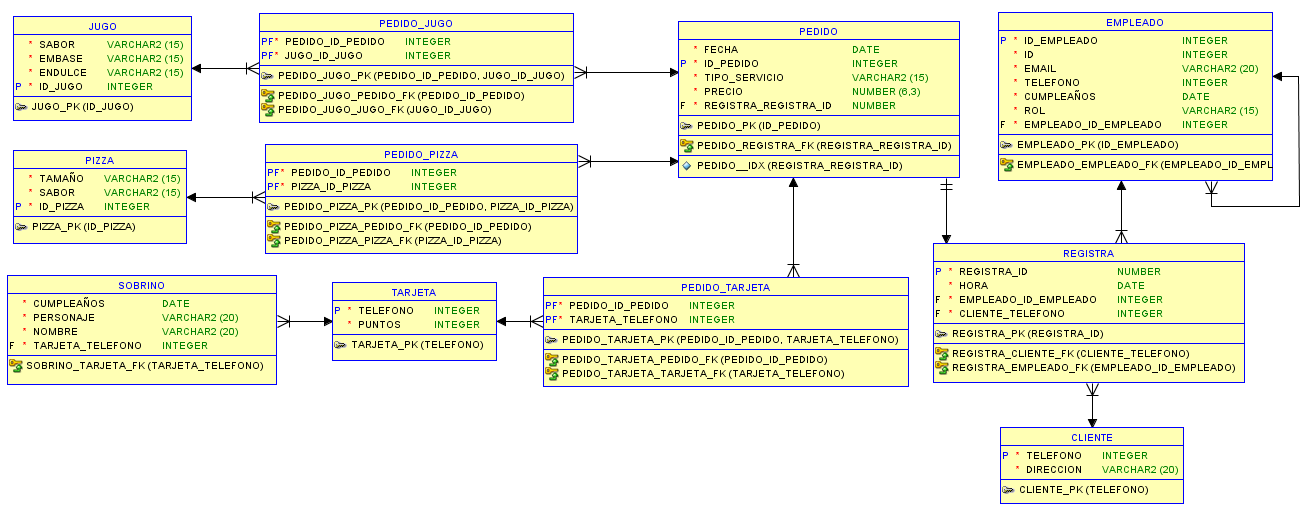 JUGO
* SABOR VARCHAR2 (15)
* EMBASE VARCHAR2 (15)
* ENDULCE VARCHAR2 (15)
P * ID_JUGO INTEGER
JUGO_PK (ID_JUGO)
PEDIDO_JUGO
PF* PEDIDO_ID_PEDIDO INTEGER
PF* JUGO_ID_JUGO INTEGER
PEDIDO_JUGO_PK (PEDIDO_ID_PEDIDO, JUGO_ID_JUGO)
PEDIDO_JUGO_PEDIDO_FK (PEDIDO_ID_PEDIDO)
PEDIDO_JUGO_JUGO_FK (JUGO_ID_JUGO)
PEDIDO
* FECHA DATE
P * ID_PEDIDO INTEGER
* TIPO_SERVICIO VARCHAR2 (15)
* PRECIO NUMBER (6,3)
F * REGISTRA_REGISTRA_ID NUMBER
PEDIDO_PK (ID_PEDIDO)
PEDIDO_REGISTRA_FK (REGISTRA_REGISTRA_ID)
PEDIDO__IDX (REGISTRA_REGISTRA_ID)
EMPLEADO
P * ID_EMPLEADO INTEGER
* ID INTEGER
* EMAIL VARCHAR2 (20)
* TELEFONO INTEGER
* CUMPLEAÑOS DATE
* ROL VARCHAR2 (15)
F * EMPLEADO_ID_EMPLEADO INTEGER
EMPLEADO_PK (ID_EMPLEADO)
EMPLEADO_EMPLEADO_FK (EMPLEADO_ID_EMPL
PIZZA
* TAMAÑO VARCHAR2 (15)
* SABOR VARCHAR2 (15)
P * ID_PIZZA INTEGER
PIZZA_PK (ID_PIZZA)
PEDIDO_PIZZA
PF* PEDIDO_ID_PEDIDO INTEGER
PF* PIZZA_ID_PIZZA INTEGER
PEDIDO_PIZZA_PK (PEDIDO_ID_PEDIDO, PIZZA_ID_PIZZA)
PEDIDO_PIZZA_PEDIDO_FK (PEDIDO_ID_PEDIDO)
PEDIDO_PIZZA_PIZZA_FK (PIZZA_ID_PIZZA)
SOBRINO
* CUMPLEAÑOS DATE
* PERSONAJE VARCHAR2 (20)
* NOMBRE VARCHAR2 (20)
F * TARJETA_TELEFONO INTEGER
SOBRINO_TARJETA_FK (TARJETA_TELEFONO)
TARJETA
P * TELEFONO INTEGER
* PUNTOS INTEGER
TARJETA_PK (TELEFONO)
PEDIDO_TARJETA
PF* PEDIDO_ID_PEDIDO INTEGER
PF* TARJETA_TELEFONO INTEGER
PEDIDO_TARJETA_PK (PEDIDO_ID_PEDIDO, TARJETA_TELEFONO)
PEDIDO_TARJETA_PEDIDO_FK (PEDIDO_ID_PEDIDO)
PEDIDO_TARJETA_TARJETA_FK (TARJETA_TELEFONO)
REGISTRA
P * REGISTRA_ID NUMBER
* HORA DATE
F * EMPLEADO_ID_EMPLEADO INTEGER
F * CLIENTE_TELEFONO INTEGER
REGISTRA_PK (REGISTRA_ID)
REGISTRA_CLIENTE_FK (CLIENTE_TELEFONO)
REGISTRA_EMPLEADO_FK (EMPLEADO_ID_EMPLEADO)
CLIENTE
P * TELEFONO INTEGER
* DIRECCION VARCHAR2 (20)
CLIENTE_PK (TELEFONO)